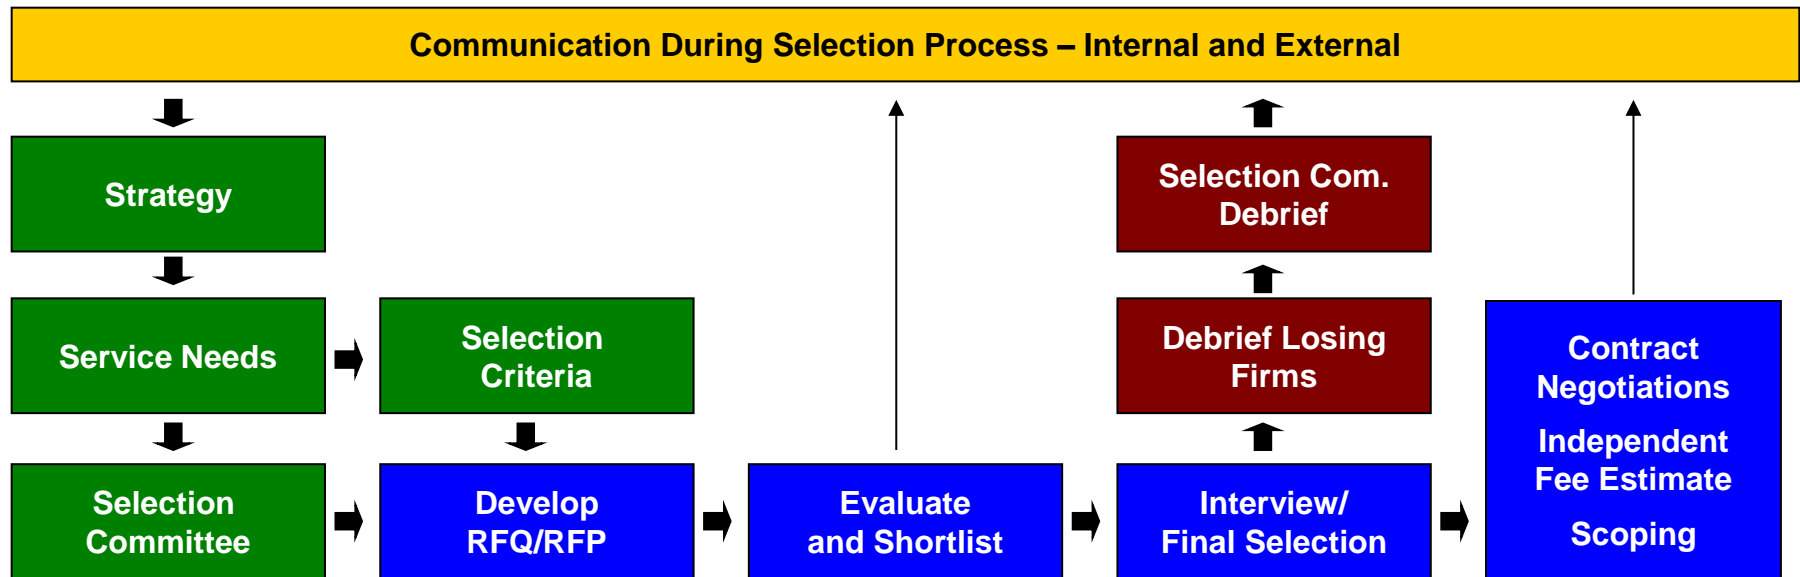 Communication During Selection Process – Internal and External
Strategy
Selection Com.
Debrief
Service Needs
Selection
Criteria
Debrief Losing
Firms
Contract
Negotiations
Independent
Fee Estimate
Scoping
Selection
Committee
Develop
RFQ/RFP
Evaluate
and Shortlist
Interview/
Final Selection